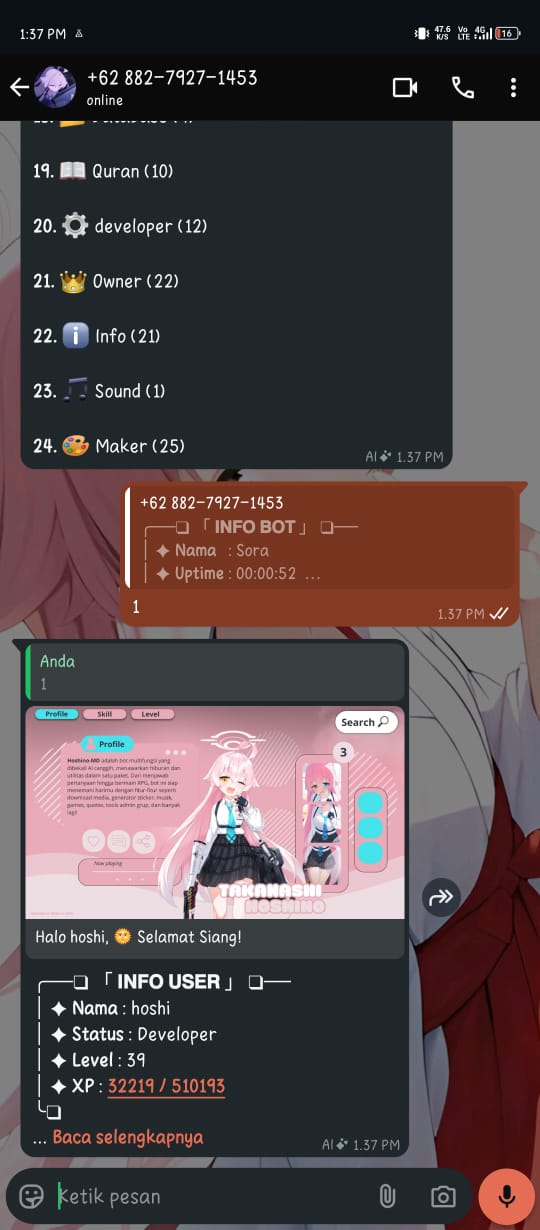 1:37 PM
47.6 K/S Vo LTE 4G 16
+62 882-7927-1453
online
19. 📖 Quran (10)
20. ⚙️ developer (12)
21. 👑 Owner (22)
22. ℹ️ Info (21)
23. 🎵 Sound (1)
24. 🎨 Maker (25)
AI 1.37 PM
+62 882-7927-1453
╭──❏ 「 INFO BOT 」 ❏──
│ ✦ Nama : Sora
│ ✦ Uptime : 00:00:52 ...
1
1.37 PM
Anda
1
Profile Skill Level
Search
Profile
3
Hoshino-MD adalah bot multifungsi yang
dibekali AI canggih, menawarkan hiburan dan
utilitas dalam satu paket. Dari menjawab
pertanyaan hingga bermain RPG, bot ini siap
menemani harimu dengan fitur-fitur seperti
download media, generator sticker, musik,
games, quotes, tools admin grup, dan banyak
lagi!
Now playing
TAKANASHI
HOSHINO
Halo hoshi, 🌞 Selamat Siang!
╭──❏ 「 INFO USER 」 ❏──
│ ✦ Nama : hoshi
│ ✦ Status : Developer
│ ✦ Level : 39
│ ✦ XP : 32219 / 510193
╰❏
... Baca selengkapnya
AI 1.37 PM
Ketik pesan